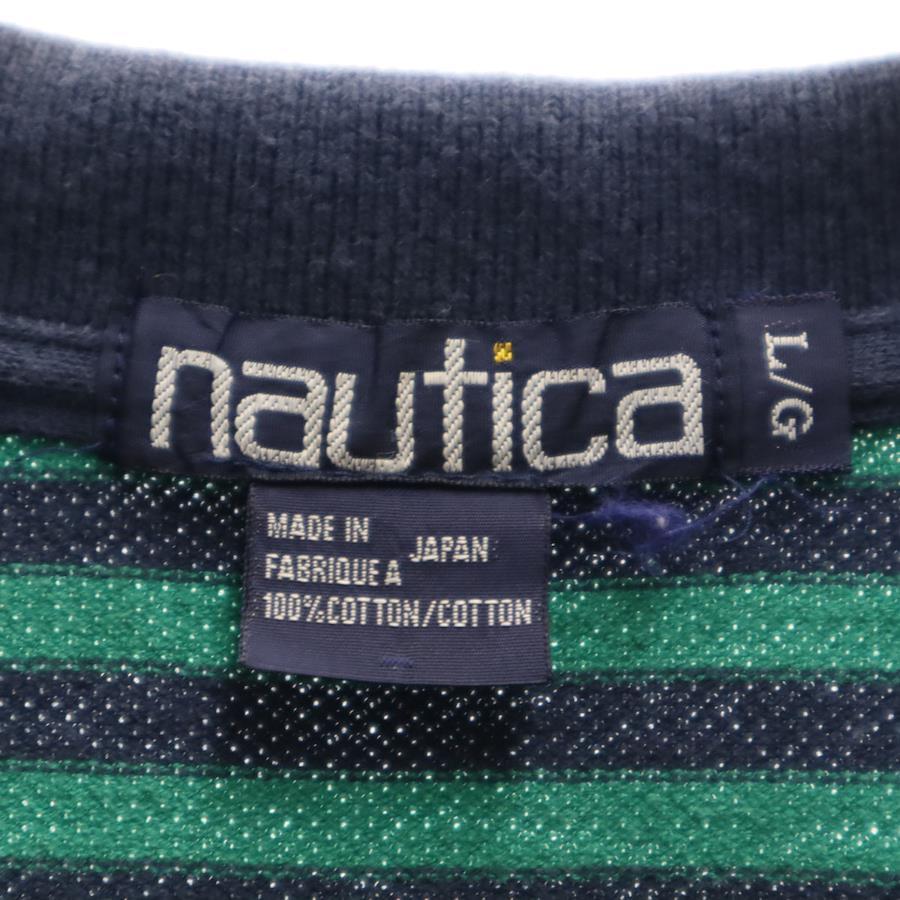 nautica
L/G
MADE IN
JAPAN
FABRIQUE A
100%COTTON/COTTON